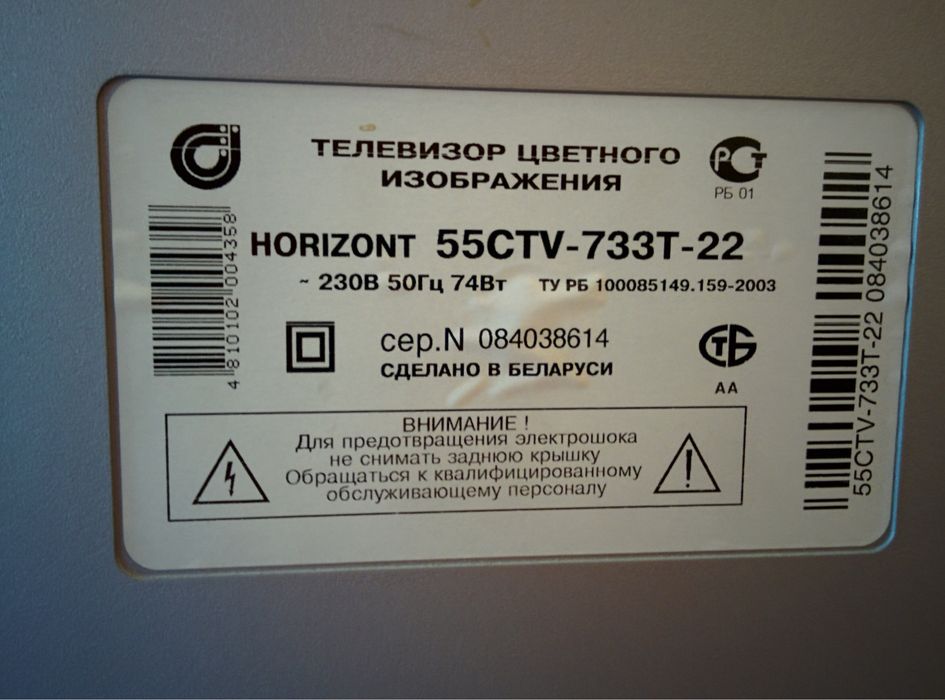 ТЕЛЕВИЗОР ЦВЕТНОГО
ИЗОБРАЖЕНИЯ
РСТ
РБ 01
HORIZONT 55CTV-733T-22
~ 230В 50Гц 74Вт ТУ РБ 100085149.159-2003
сер.N 084038614
СДЕЛАНО В БЕЛАРУСИ
СТБ
АА
ВНИМАНИЕ !
Для предотвращения электрошока
не снимать заднюю крышку
Обращаться к квалифицированному
обслуживающему персоналу
4 810102 004358
55CTV-733T-22 084038614